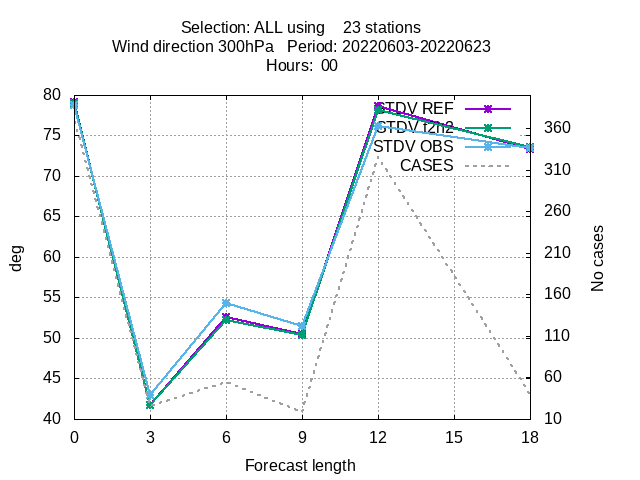 Selection: ALL using 23 stations
Wind direction 300hPa Period: 20220603-20220623
Hours: 00
80
75
70
65
60
55
50
45
40
deg
STDV REF
STDV
STDV OBS
CASES
360
310
260
210
160
110
60
10
No cases
0 3 6 9 12 15 18
Forecast length